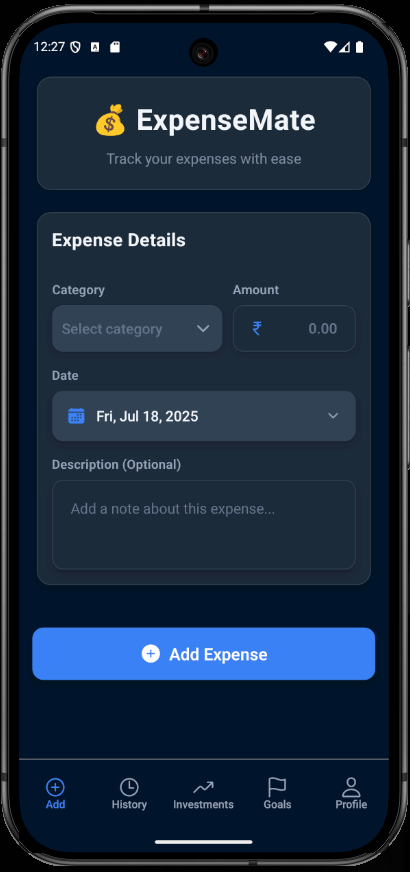 12:27
ExpenseMate
Track your expenses with ease
Expense Details
Category Amount
Select category ₹ 0.00
Date
Fri, Jul 18, 2025
Description (Optional)
Add a note about this expense...
Add Expense
Add History Investments Goals Profile